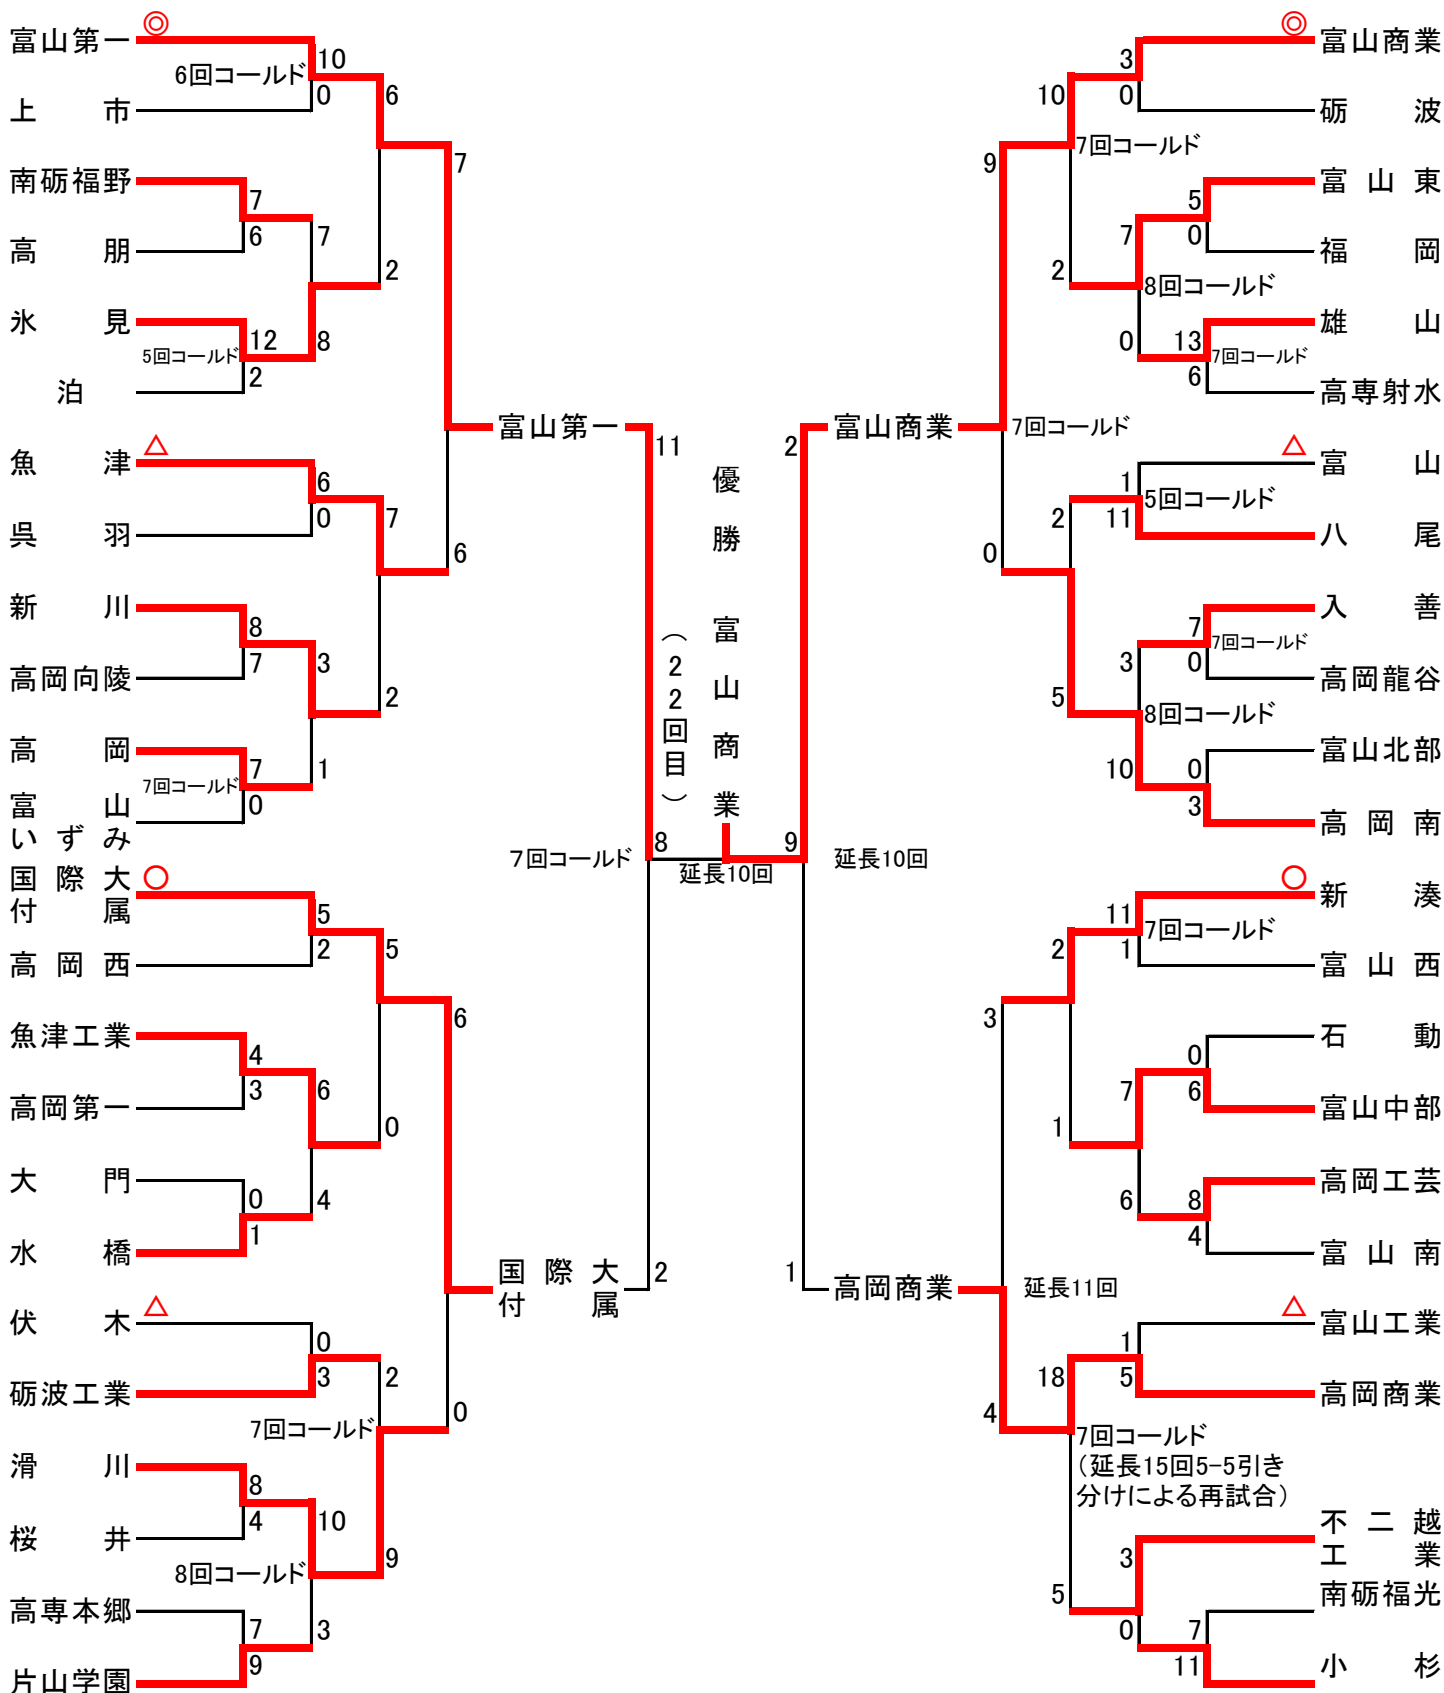 富山第一
◎
10
6回コールド
0
上市
6
南砺福野
7
6
7
高朋
2
氷見
12
5回コールド
2
8
泊
7
魚津
△
6
0
呉羽
7
6
新川
8
7
高岡向陵
3
2
高岡
7
7回コールド
0
1
富山
いずみ
国際大
付属
○
5
2
高岡西
5
6
魚津工業
4
3
高岡第一
6
0
大門
0
1
4
水橋
伏木
△
0
3
砺波工業
2
7回コールド
0
滑川
8
4
桜井
10
8回コールド
9
高専本郷
7
9
3
片山学園
富山第一
11
国際大
付属
2
8
7回コールド
優勝 富山商業
(22回目)
延長10回
富山商業
2
9
延長10回
1
高岡商業
◎
富山商業
3
0
砺波
10
7回コールド
9
富山東
5
0
福岡
7
8回コールド
2
雄山
13
7回コールド
6
0
高専射水
7回コールド
△
富山
1
5回コールド
11
八尾
2
0
入善
7
7回コールド
0
高岡龍谷
3
8回コールド
5
富山北部
0
3
10
高岡南
○
新湊
11
7回コールド
1
富山西
2
3
石動
0
6
富山中部
7
1
高岡工芸
8
4
6
富山南
延長11回
△
富山工業
1
5
高岡商業
18
4
7回コールド
(延長15回5-5引き
分けによる再試合)
不二越
工業
3
5
南砺福光
7
0
11
小杉